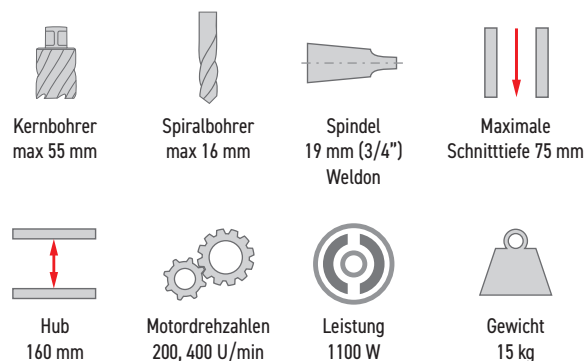 Kernbohrer
max 55 mm
Spiralbohrer
max 16 mm
Spindel
19 mm (3/4”)
Weldon
Maximale
Schnitttiefe 75 mm
Hub
160 mm
Motordrehzahlen
200, 400 U/min
Leistung
1100 W
Gewicht
15 kg